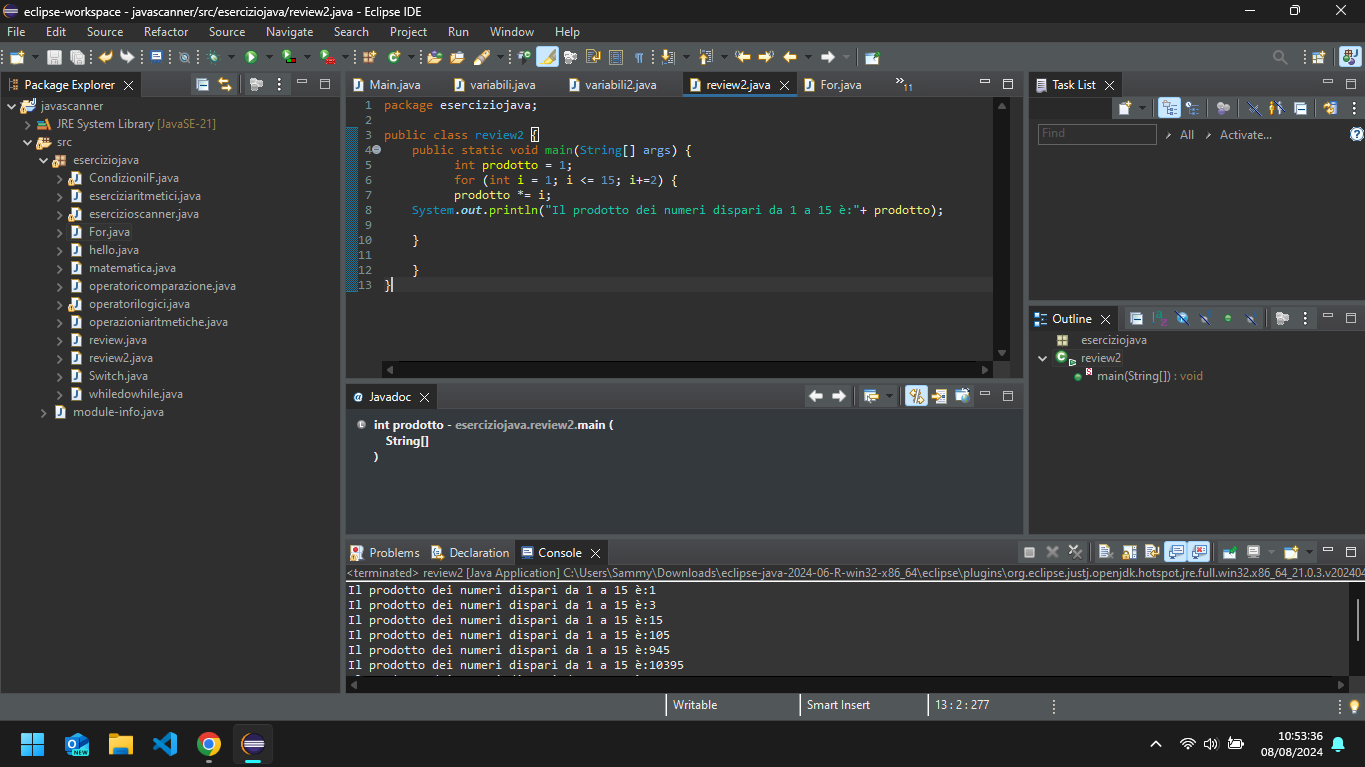 eclipse-workspace - javascanner/src/eserciziojava/review2.java - Eclipse IDE
File Edit Source Refactor Source Navigate Search Project Run Window Help
Package Explorer
javascanner
JRE System Library [JavaSE-21]
src
eserciziojava
CondizioniIF.java
eserciziaritmetici.java
esercizioscanner.java
For.java
hello.java
matematica.java
operatoricomparazione.java
operatorilogici.java
operazioniaritmetiche.java
review.java
review2.java
Switch.java
whiledowhile.java
module-info.java
Main.java variabili.java variabili2.java review2.java For.java »11
1 package eserciziojava;
2
3 public class review2 {
4 public static void main(String[] args) {
5 int prodotto = 1;
6 for (int i = 1; i <= 15; i+=2) {
7 prodotto *= i;
8 System.out.println("Il prodotto dei numeri dispari da 1 a 15 è:"+ prodotto);
9
10 }
11
12 }
13 }
Javadoc
int prodotto - eserciziojava.review2.main (
String[]
)
Task List
Find All Activate...
Outline
eserciziojava
review2
main(String[]) : void
Problems Declaration Console
<terminated> review2 [Java Application] C:\Users\Sammy\Downloads\eclipse-java-2024-06-R-win32-x86_64\eclipse\plugins\org.eclipse.justj.openjdk.hotspot.jre.full.win32.x86_64_21.0.3.v202404
Il prodotto dei numeri dispari da 1 a 15 è:1
Il prodotto dei numeri dispari da 1 a 15 è:3
Il prodotto dei numeri dispari da 1 a 15 è:15
Il prodotto dei numeri dispari da 1 a 15 è:105
Il prodotto dei numeri dispari da 1 a 15 è:945
Il prodotto dei numeri dispari da 1 a 15 è:10395
Writable Smart Insert 13 : 2 : 277
NEW
10:53:36
08/08/2024